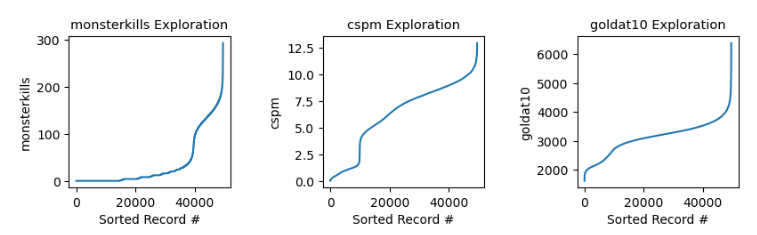 monsterkills Exploration
monsterkills
300
200
100
0
0
20000
40000
Sorted Record #
cspm Exploration
cspm
12.5
10.0
7.5
5.0
2.5
0.0
0
20000
40000
Sorted Record #
goldat10 Exploration
goldat10
6000
5000
4000
3000
2000
0
20000
40000
Sorted Record #